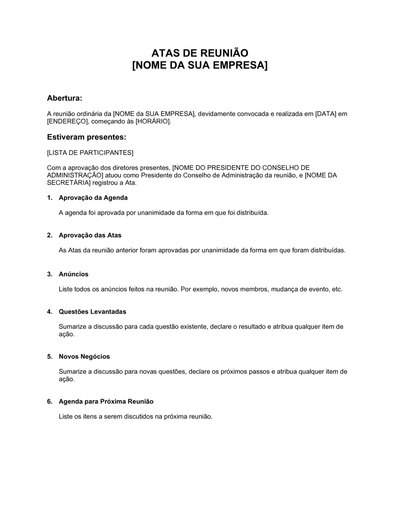 ATAS DE REUNIÃO
[NOME DA SUA EMPRESA]
Abertura:
A reunião ordinária da [NOME da SUA EMPRESA], devidamente convocada e realizada em [DATA] em
[ENDEREÇO], começando às [HORÁRIO].
Estiveram presentes:
[LISTA DE PARTICIPANTES]
Com a aprovação dos diretores presentes, [NOME DO PRESIDENTE DO CONSELHO DE
ADMINISTRAÇÃO] atuou como Presidente do Conselho de Administração da reunião, e [NOME DA
SECRETÁRIA] registrou a Ata.
1. Aprovação da Agenda
A agenda foi aprovada por unanimidade da forma em que foi distribuída.
2. Aprovação das Atas
As Atas da reunião anterior foram aprovadas por unanimidade da forma em que foram distribuídas.
3. Anúncios
Liste todos os anúncios feitos na reunião. Por exemplo, novos membros, mudança de evento, etc.
4. Questões Levantadas
Sumarize a discussão para cada questão existente, declare o resultado e atribua qualquer item de
ação.
5. Novos Negócios
Sumarize a discussão para novas questões, declare os próximos passos e atribua qualquer item de
ação.
6. Agenda para Próxima Reunião
Liste os itens a serem discutidos na próxima reunião.